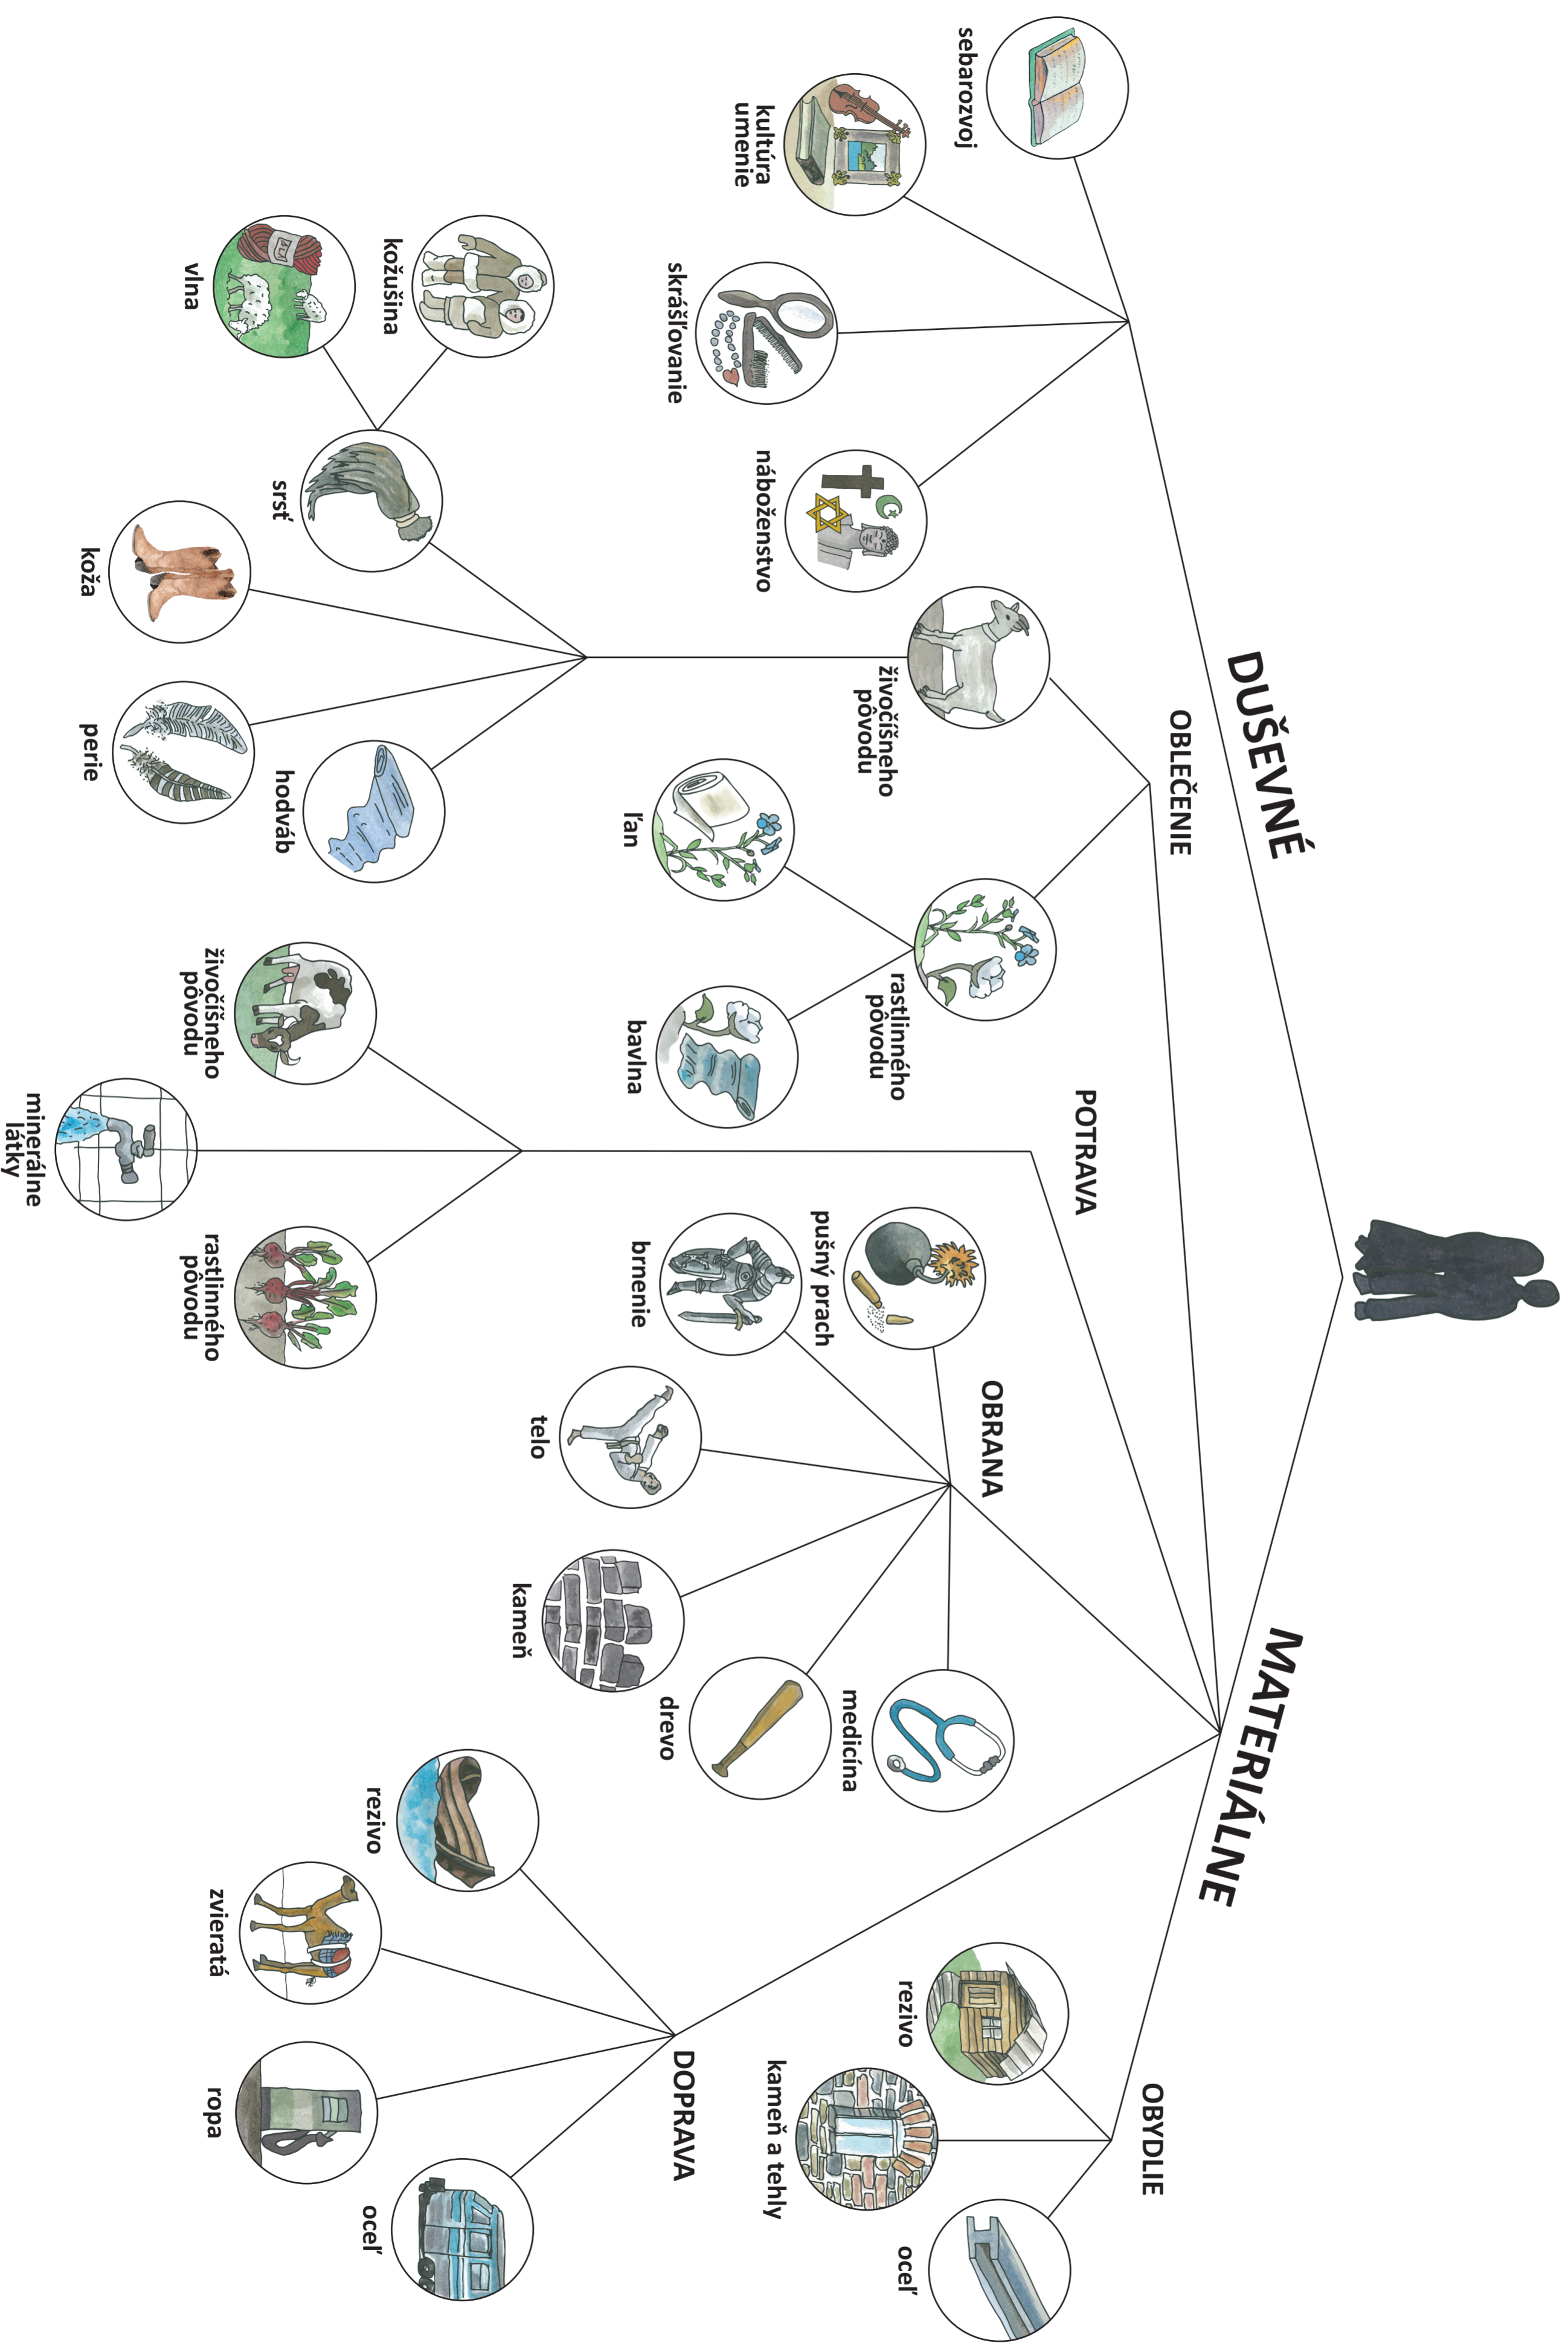 DUŠEVNÉ
sebarozvoj
kultúra
umenie
skrášľovanie
náboženstvo
MATERIÁLNE
OBLEČENIE
živočíšneho
pôvodu
srsť
kožušina
vlna
koža
perie
hodváb
rastlinného
pôvodu
ľan
bavlna
POTRAVA
živočíšneho
pôvodu
minerálne
látky
rastlinného
pôvodu
OBRANA
pušný prach
brnenie
telo
kameň
drevo
medicína
DOPRAVA
rezivo
zvieratá
ropa
oceľ
OBYDLIE
rezivo
kameň a tehly
oceľ